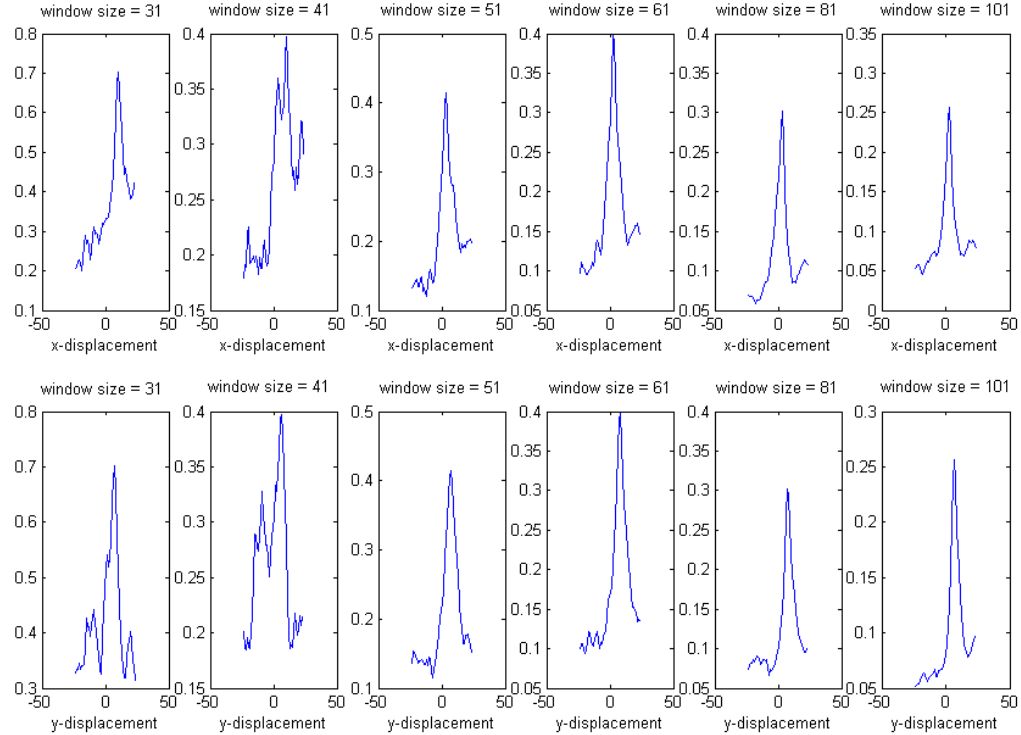 window size = 31 window size = 41 window size = 51 window size = 61 window size = 81 window size = 101
0.8 0.4 0.5 0.4 0.4 0.35
0.7 0.35 0.4 0.35 0.35 0.3
0.6 0.3 0.3 0.3 0.3 0.25
0.5 0.25 0.2 0.25 0.25 0.2
0.4 0.2 0.1 0.2 0.2 0.15
0.3 0.15 0.15 0.15 0.1
0.2 0.1 0.1 0.05
0.1 0.05 0.05 0
-50 0 50 -50 0 50 -50 0 50 -50 0 50 -50 0 50 -50 0 50
x-displacement x-displacement x-displacement x-displacement x-displacement x-displacement
window size = 31 window size = 41 window size = 51 window size = 61 window size = 81 window size = 101
0.8 0.4 0.5 0.4 0.4 0.3
0.7 0.35 0.4 0.35 0.35 0.25
0.6 0.3 0.3 0.3 0.3 0.2
0.5 0.25 0.2 0.25 0.25 0.15
0.4 0.2 0.1 0.2 0.2 0.1
0.3 0.15 0.15 0.15 0.05
0.1 0.1
0.05 0.05
-50 0 50 -50 0 50 -50 0 50 -50 0 50 -50 0 50 -50 0 50
y-displacement y-displacement y-displacement y-displacement y-displacement y-displacement